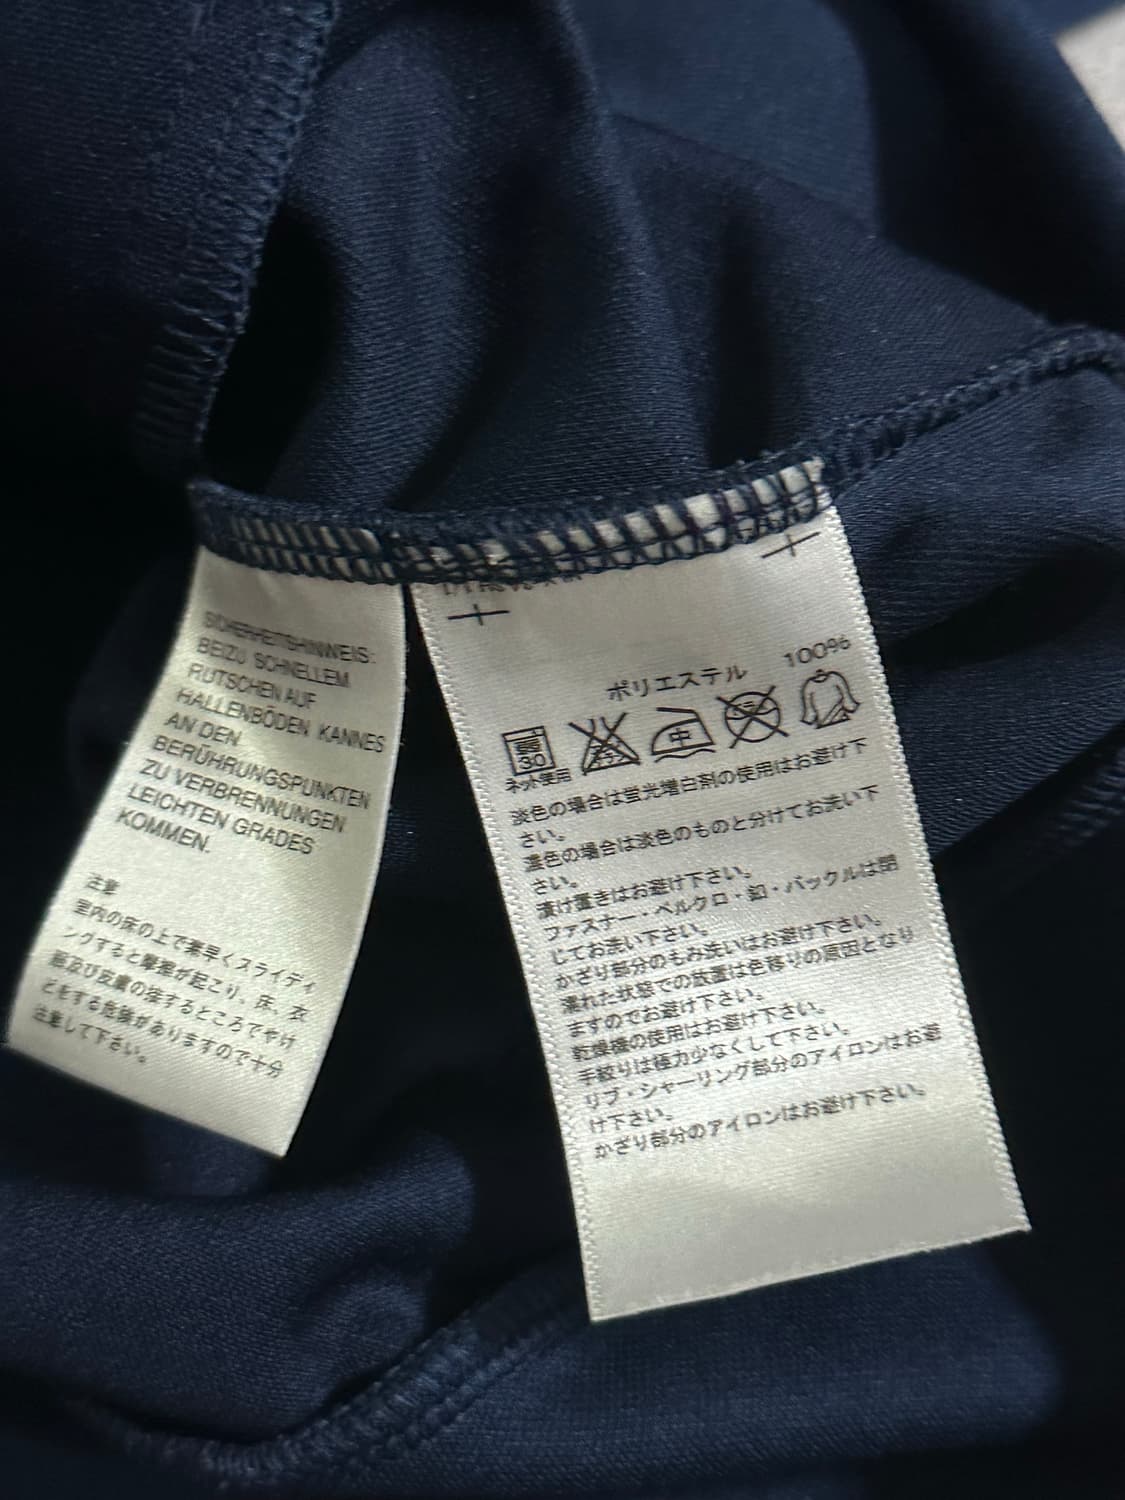 SICHERHEITSHINWEIS:
BEIZU SCHNELLEM
RUTSCHEN AUF
HALLENBÖDEN KANNES
AN DEN
BERÜHRUNGSPUNKTEN
ZU VERBRENNUNGEN
LEICHTEN GRADES
KOMMEN.
注意
室内の床の上で素早くスライディ
ングすると摩擦が起こり、床、衣
服及び皮膚の接するところでやけ
どをする危険がありますので十分
注意して下さい。
ポリエステル 100%
30 中
ネット使用
淡色の場合は蛍光増白剤の使用はお避け下
さい。
濃色の場合は淡色のものと分けてお洗い下
さい。
漬け置きはお避け下さい。
ファスナー・ベルクロ・釦・バックルは閉
じてお洗い下さい。
かざり部分のもみ洗いはお避け下さい。
濡れた状態での放置は色移りの原因となり
ますのでお避け下さい。
乾燥機の使用はお避け下さい。
手絞りは極力少なくして下さい。
リブ・シャーリング部分のアイロンはお避
け下さい。
かざり部分のアイロンはお避け下さい。